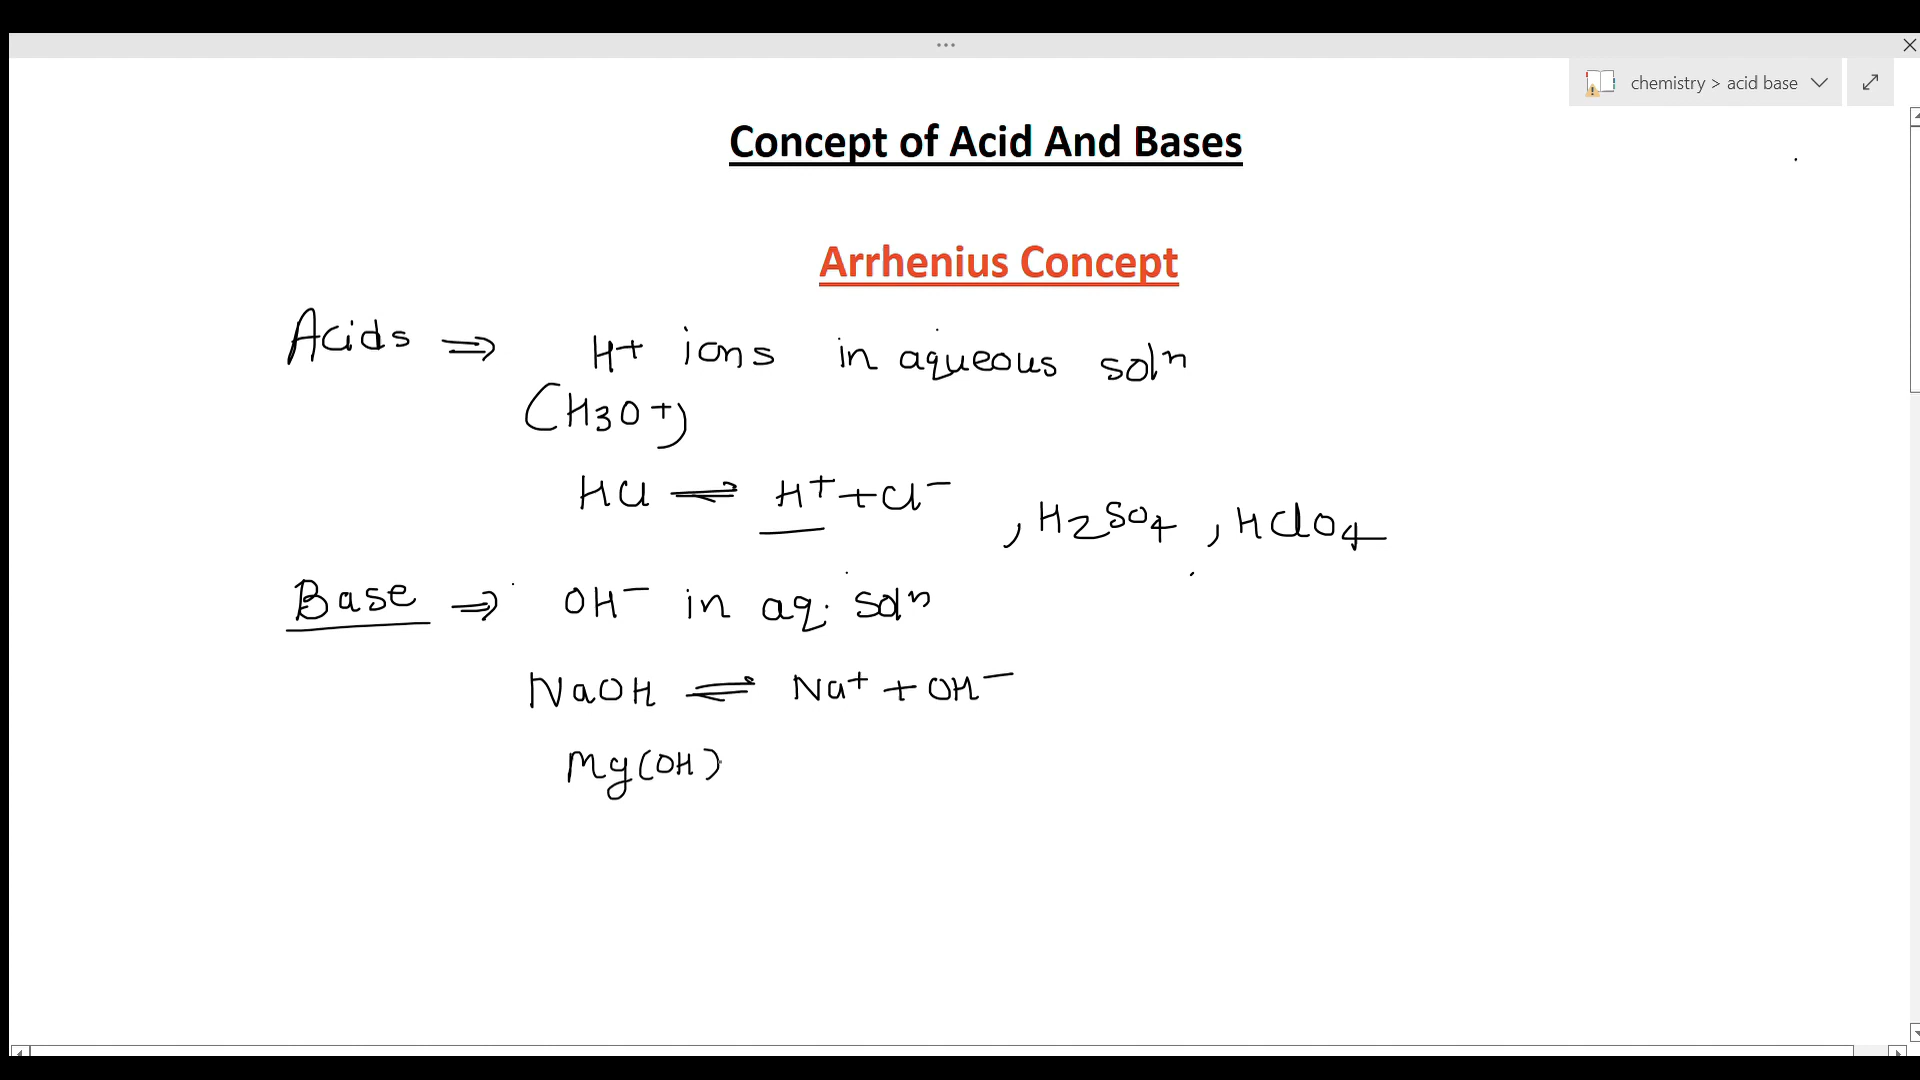 chemistry > acid base
Concept of Acid And Bases
Arrhenius Concept
Acids ⇒ H+ ions in aqueous solⁿ
(H3O+)
HCl ⇌ H⁺ + Cl⁻ , H2SO4 , HClO4
Base ⇒ OH⁻ in aq. solⁿ
NaOH ⇌ Na⁺ + OH⁻
Mg(OH)